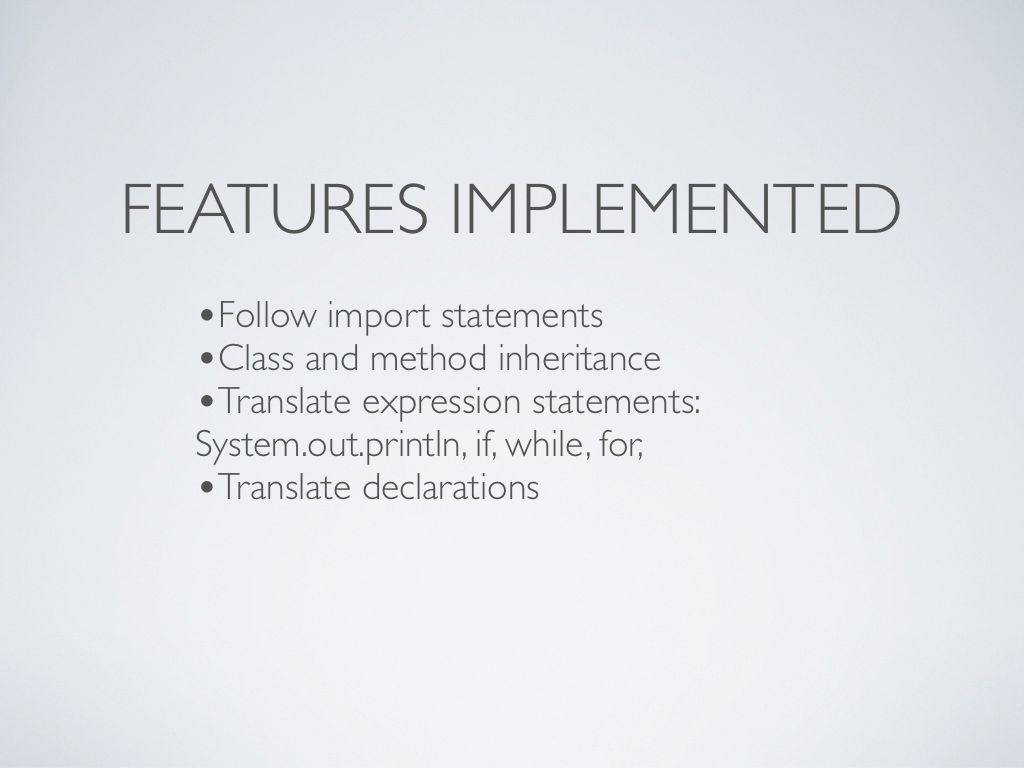 FEATURES IMPLEMENTED
•Follow import statements
•Class and method inheritance
•Translate expression statements:
System.out.println, if, while, for,
•Translate declarations